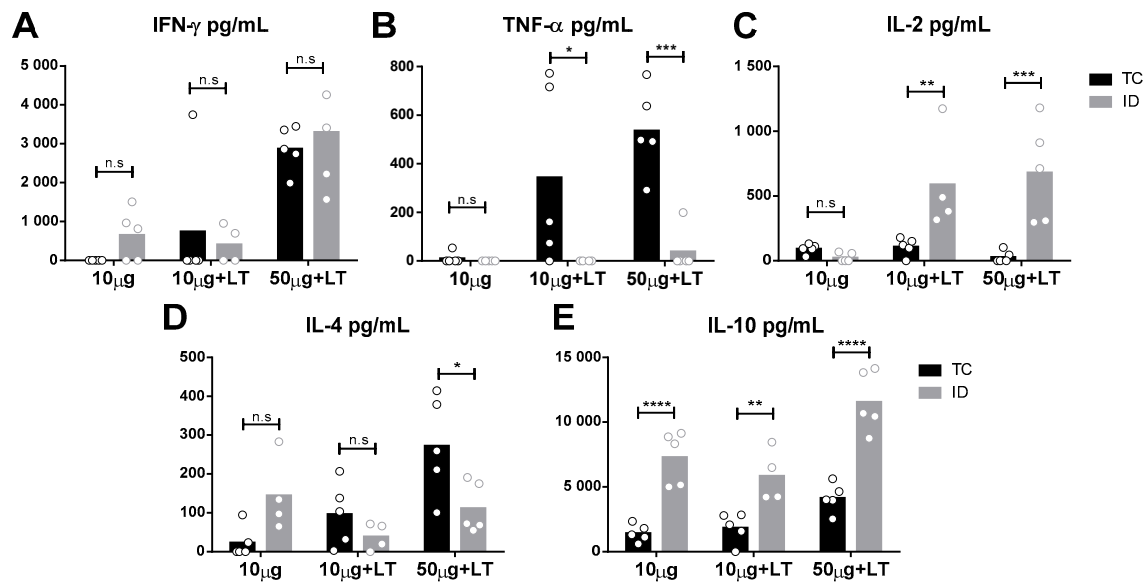 A
IFN-γ pg/mL
5 000
4 000
3 000
2 000
1 000
0
n.s
n.s
n.s
10µg
10µg+LT
50µg+LT
B
TNF-α pg/mL
800
600
400
200
0
n.s
*
***
10µg
10µg+LT
50µg+LT
C
IL-2 pg/mL
1 500
1 000
500
0
n.s
**
***
10µg
10µg+LT
50µg+LT
TC
ID
D
IL-4 pg/mL
500
400
300
200
100
0
n.s
n.s
*
10µg
10µg+LT
50µg+LT
E
IL-10 pg/mL
15 000
10 000
5 000
0
****
**
****
10µg
10µg+LT
50µg+LT
TC
ID